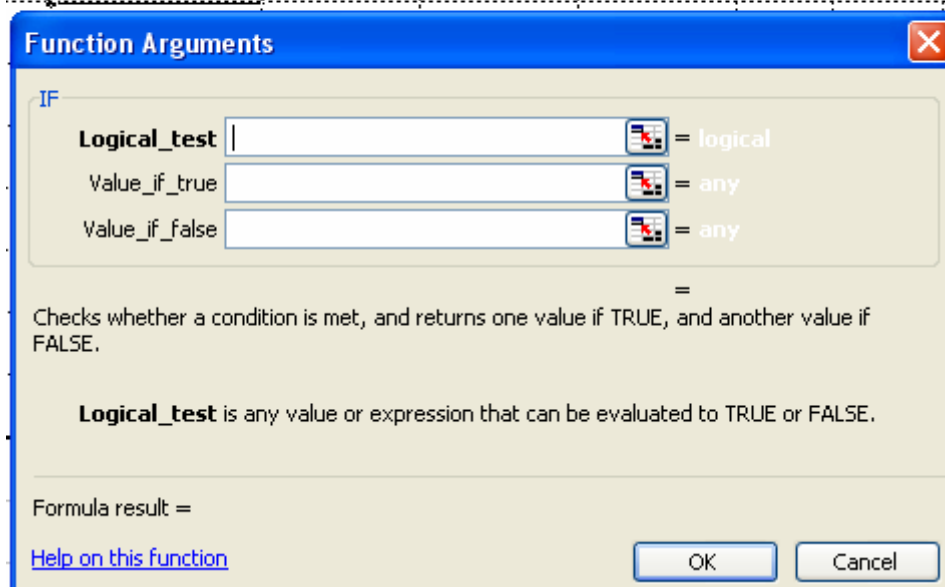 Function Arguments
IF
Logical_test = logical
Value_if_true = any
Value_if_false = any
=
Checks whether a condition is met, and returns one value if TRUE, and another value if
FALSE.
Logical_test is any value or expression that can be evaluated to TRUE or FALSE.
Formula result =
Help on this function
OK Cancel